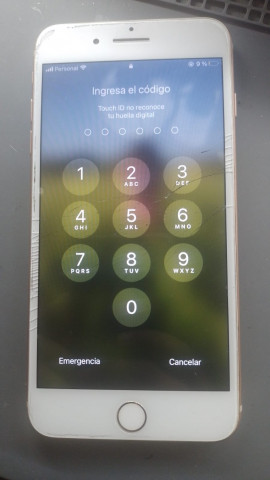 Personal
Ingresa el código
Touch ID no reconoce
tu huella digital
1 2 3
ABC DEF
4 5 6
GHI JKL MNO
7 8 9
PQRS TUV WXYZ
0
Emergencia Cancelar